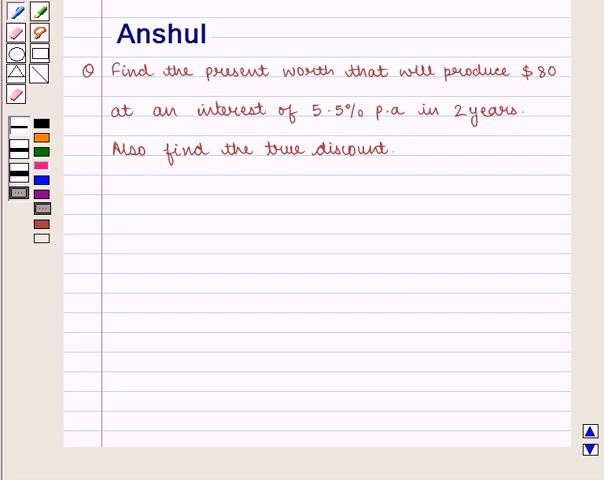 Anshul
Q Find the present worth that will produce $80
at an interest of 5.5% p.a in 2 years.
Also find the true discount.